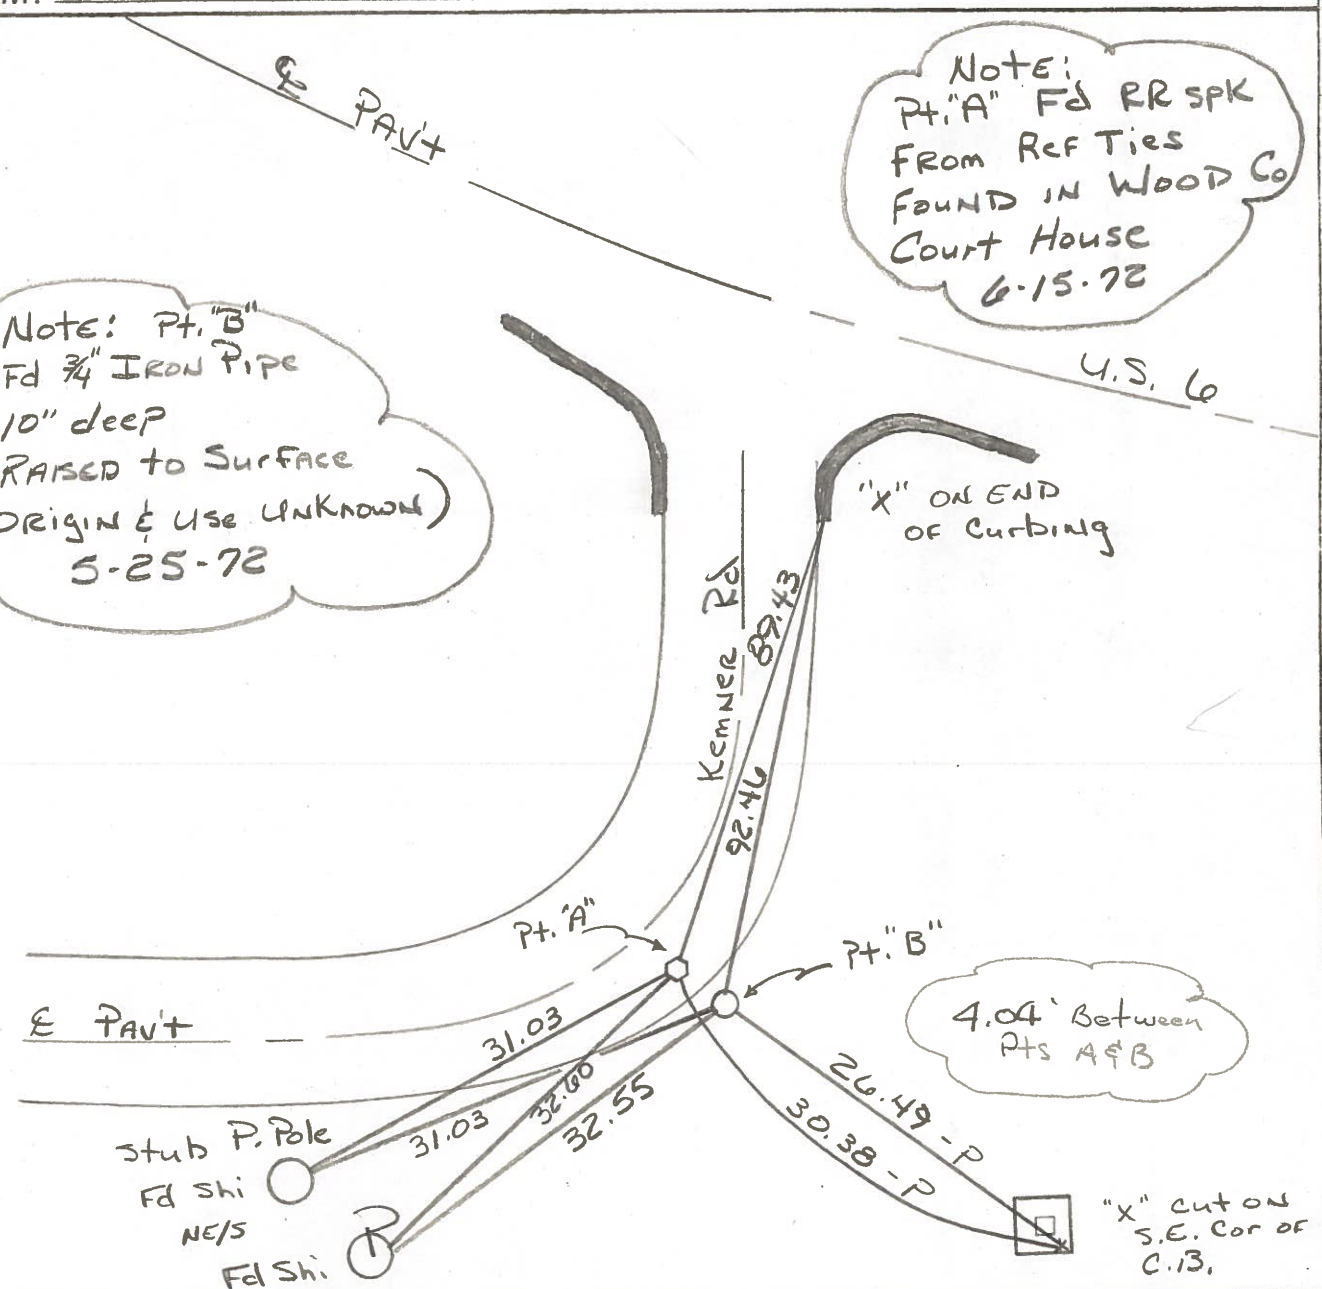 ℄ PAV'T
Note:
Pt. "A" Fd RR spk
From Ref Ties
Found in Wood Co
Court House
6-15-72
U.S. 6
Note: Pt. "B"
Fd 3/4" Iron Pipe
10" deep
Raised to Surface
Origin & Use Unknown)
5-25-72
"X" on End
of Curbing
Kemner Rd
89.43
92.46
Pt. "A"
Pt. "B"
℄ PAV'T
4.04' Between
Pts A & B
31.03
31.03
32.60
32.55
26.49 - P
30.38 - P
Stub P. Pole
Fd Shi
NE/S
P
Fd Shi.
"X" cut on
S.E. Cor of
C.B.